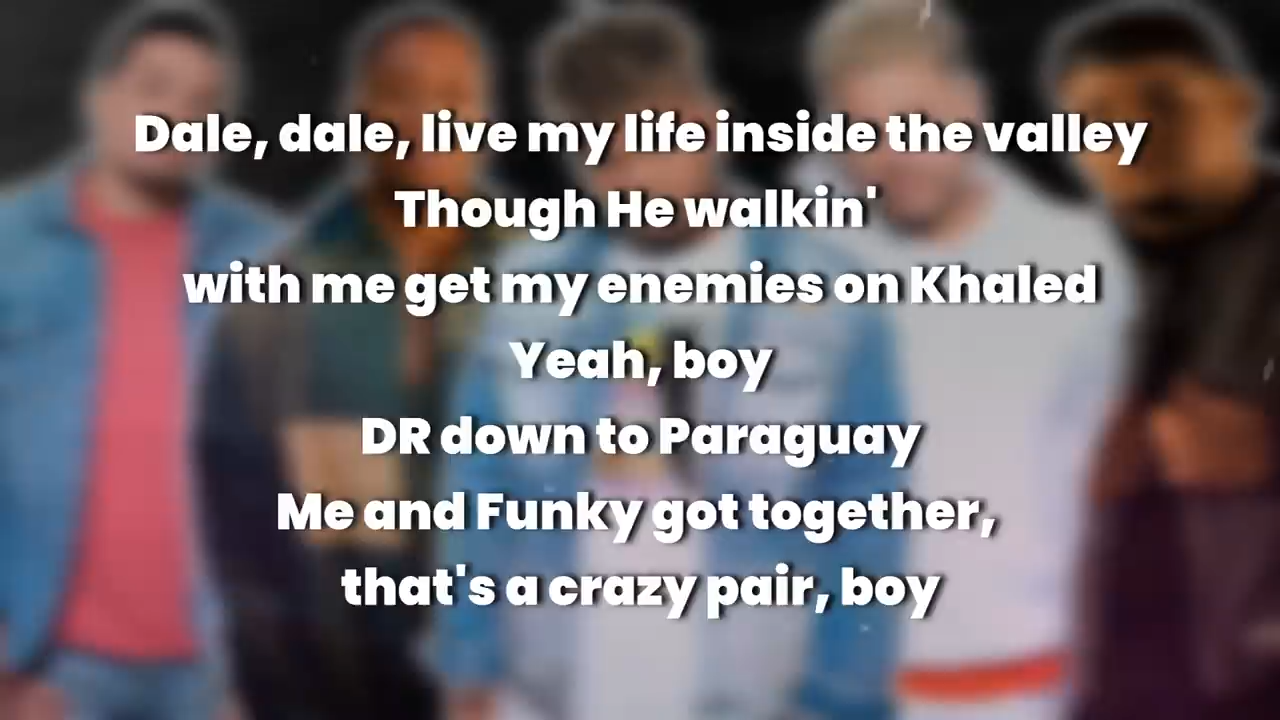 Dale, dale, live my life inside the valley
Though He walkin'
with me get my enemies on Khaled
Yeah, boy
DR down to Paraguay
Me and Funky got together,
that's a crazy pair, boy